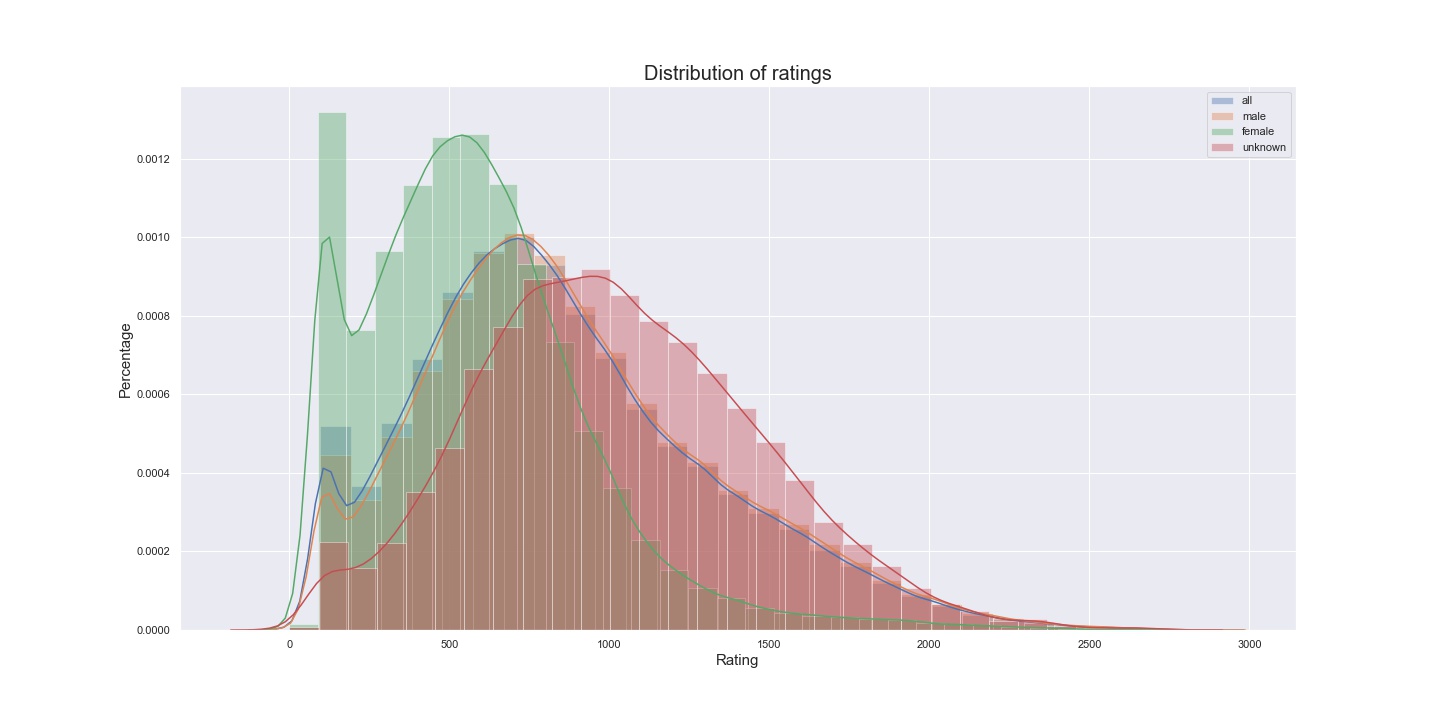 Distribution of ratings
all
male
female
unknown
Percentage
0.0012
0.0010
0.0008
0.0006
0.0004
0.0002
0.0000
0 500 1000 1500 2000 2500 3000
Rating